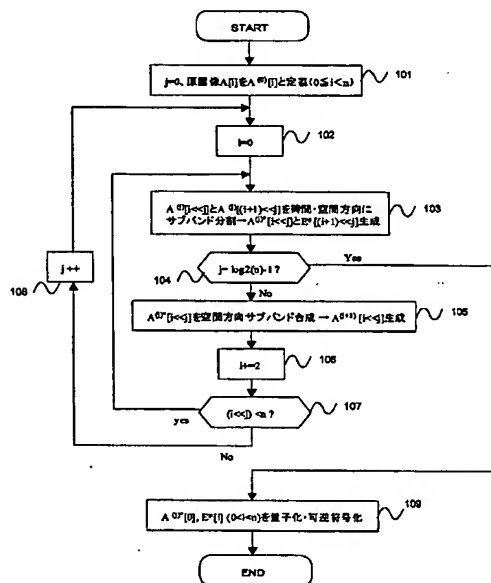 START
j=0、原画像A[i]をA⁽⁰⁾[i]と定義(0≦i<n)
101
i=0
102
A⁽ʲ⁾[i<<j]とA⁽ʲ⁾[(i+1)<<j]を時間・空間方向に
サブバンド分割→A⁽ʲ⁾*[i<<j]とE*[(i+1)<<j]生成
103
j= log2(n)-1?
104
Yes
No
j ++
108
A⁽ʲ⁾*[i<<j]を空間方向サブバンド合成 → A⁽ʲ⁺¹⁾[i<<j]生成
105
i+=2
106
(i<<j) <n ?
107
yes
No
A⁽ʲ⁾*[0], E*[i] (0<i<n)を量子化・可逆符号化
109
END